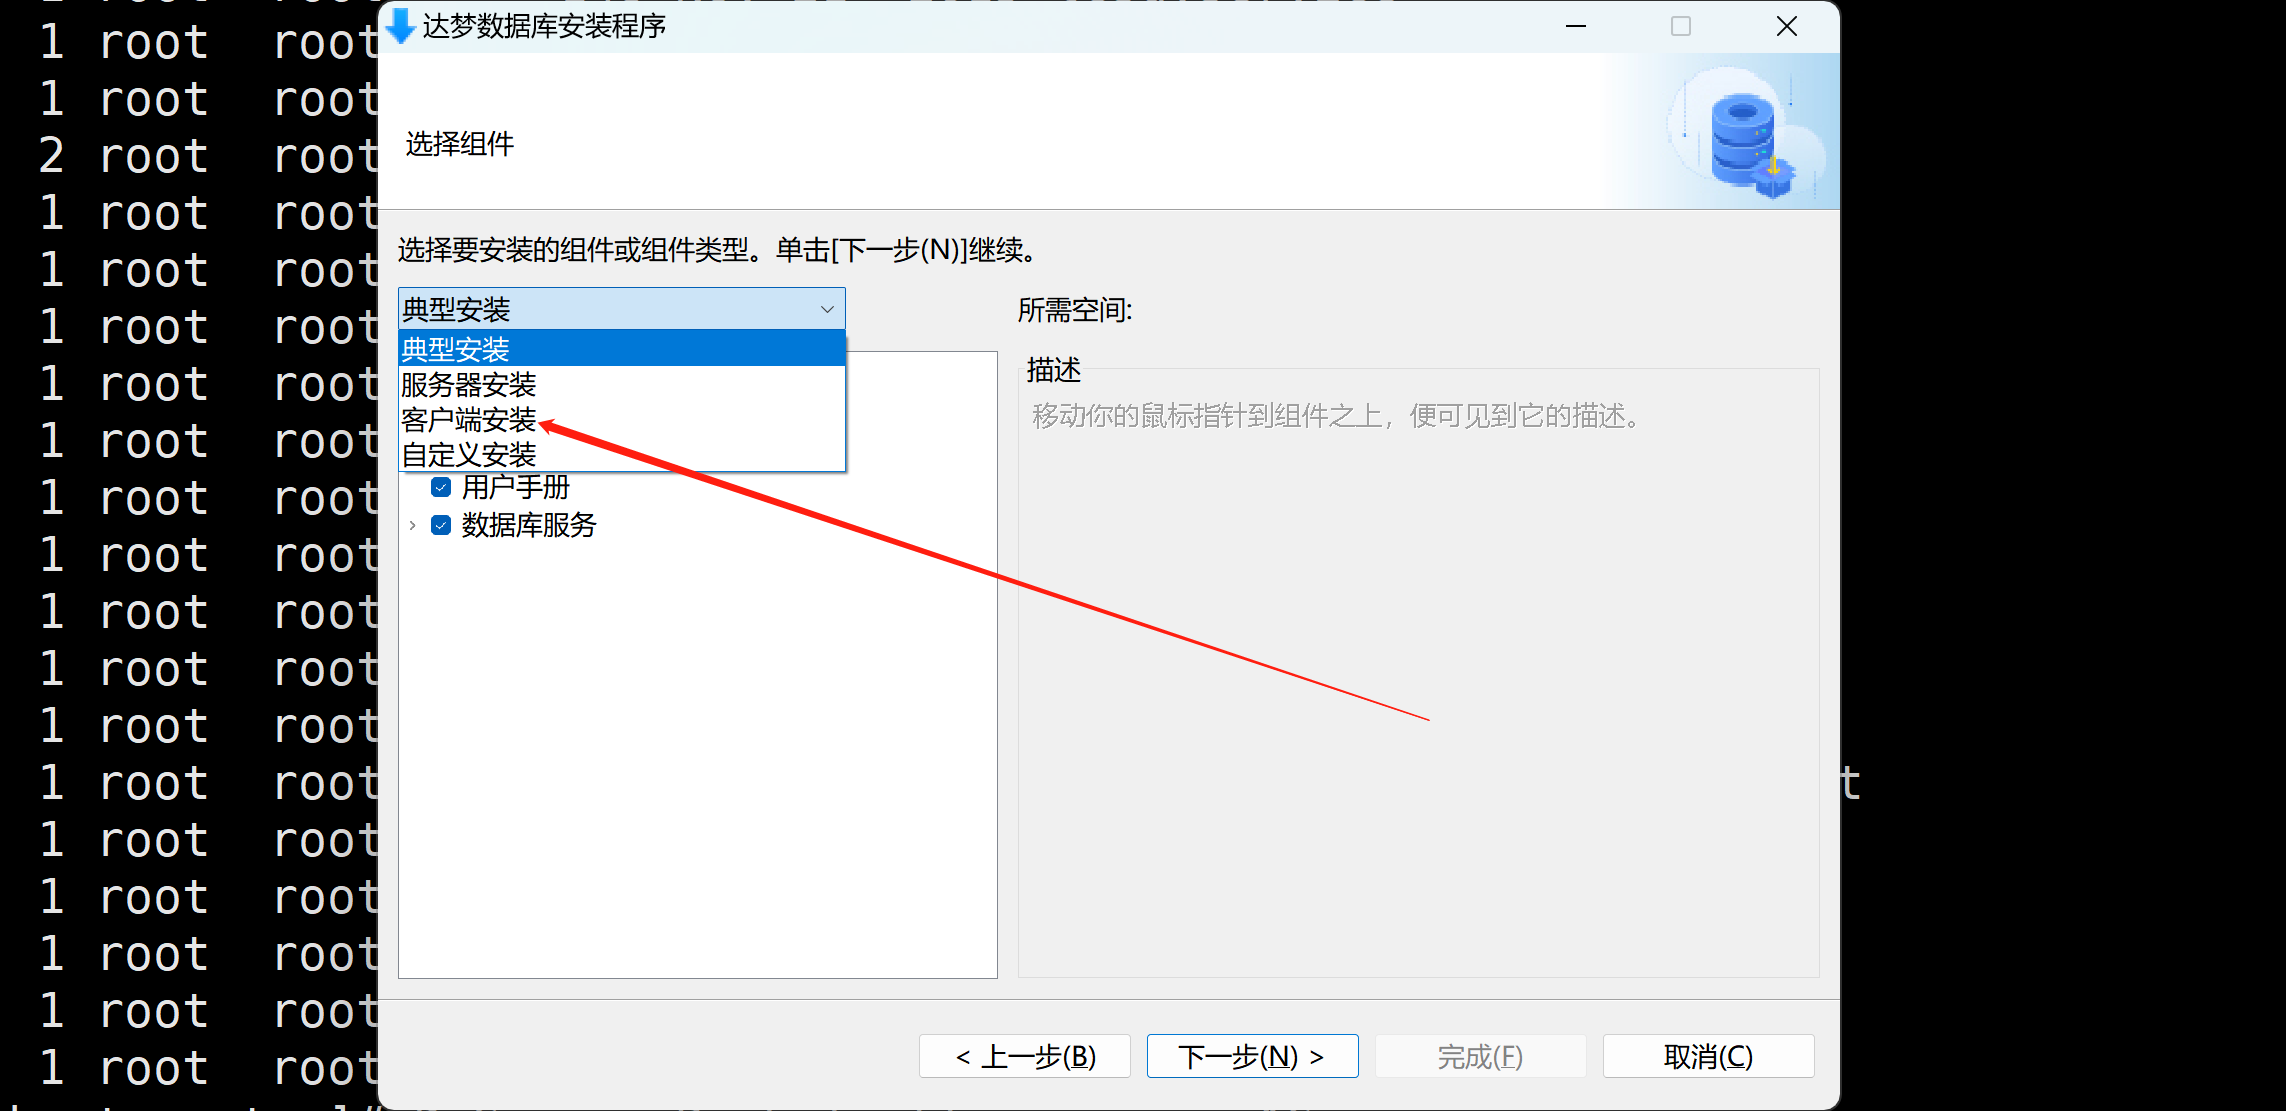 达梦数据库安装程序
选择组件
选择要安装的组件或组件类型。单击[下一步(N)]继续。
典型安装
所需空间:
典型安装
服务器安装
客户端安装
自定义安装
用户手册
数据库服务
描述
移动你的鼠标指针到组件之上，便可见到它的描述。
< 上一步(B)
下一步(N) >
完成(F)
取消(C)
1 root root
1 root root
2 root root
1 root root
1 root root
1 root root
1 root root
1 root root
1 root root
1 root root
1 root root
1 root root
1 root root
1 root root t
1 root root
1 root root
1 root root
1 root root
1 root root